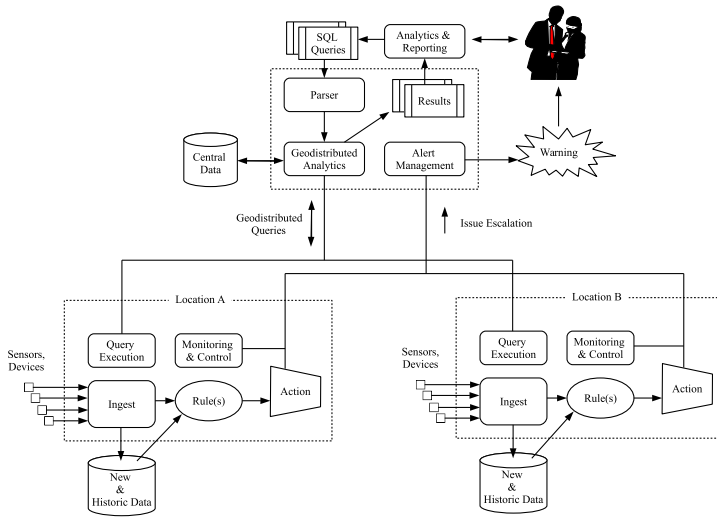 SQL
Queries
Analytics &
Reporting
Parser
Results
Central
Data
Geodistributed
Analytics
Alert
Management
Warning
Geodistributed
Queries
Issue Escalation
Location A
Query
Execution
Monitoring
& Control
Sensors,
Devices
Ingest
Rule(s)
Action
New
&
Historic Data
Location B
Query
Execution
Monitoring
& Control
Sensors,
Devices
Ingest
Rule(s)
Action
New
&
Historic Data